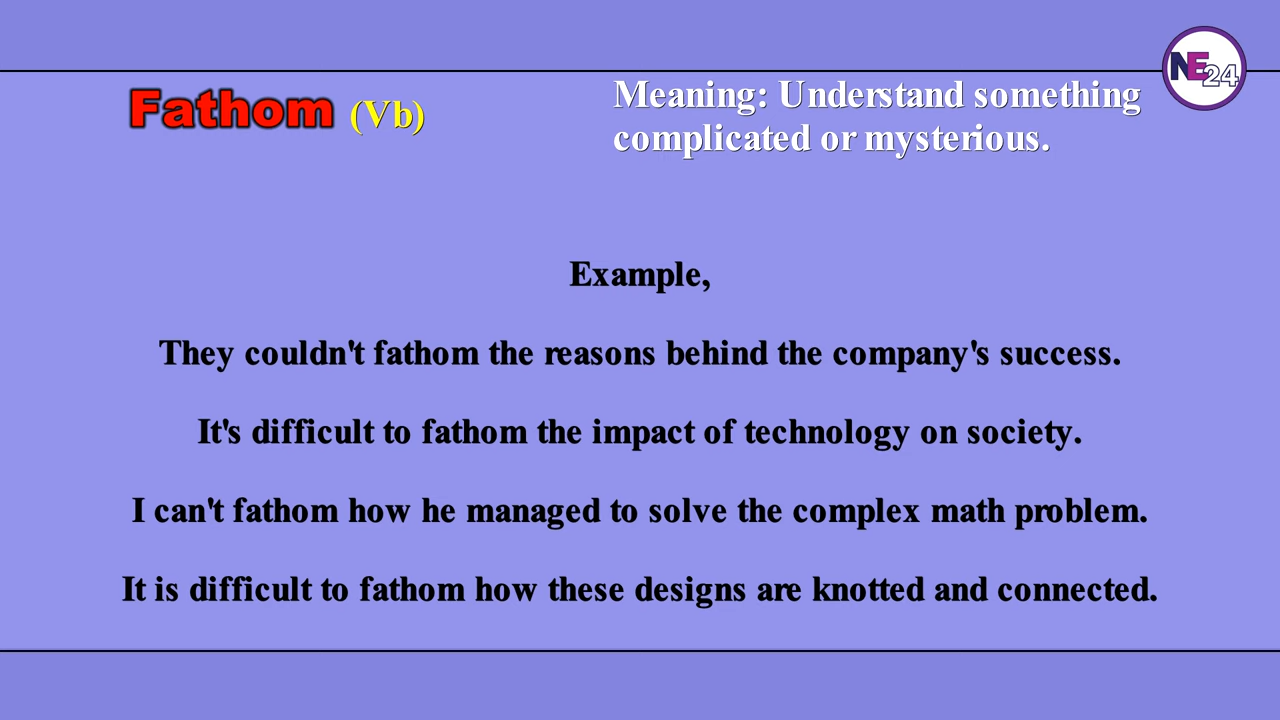 NE24
Fathom (Vb)
Meaning: Understand something
complicated or mysterious.
Example,
They couldn't fathom the reasons behind the company's success.
It's difficult to fathom the impact of technology on society.
I can't fathom how he managed to solve the complex math problem.
It is difficult to fathom how these designs are knotted and connected.